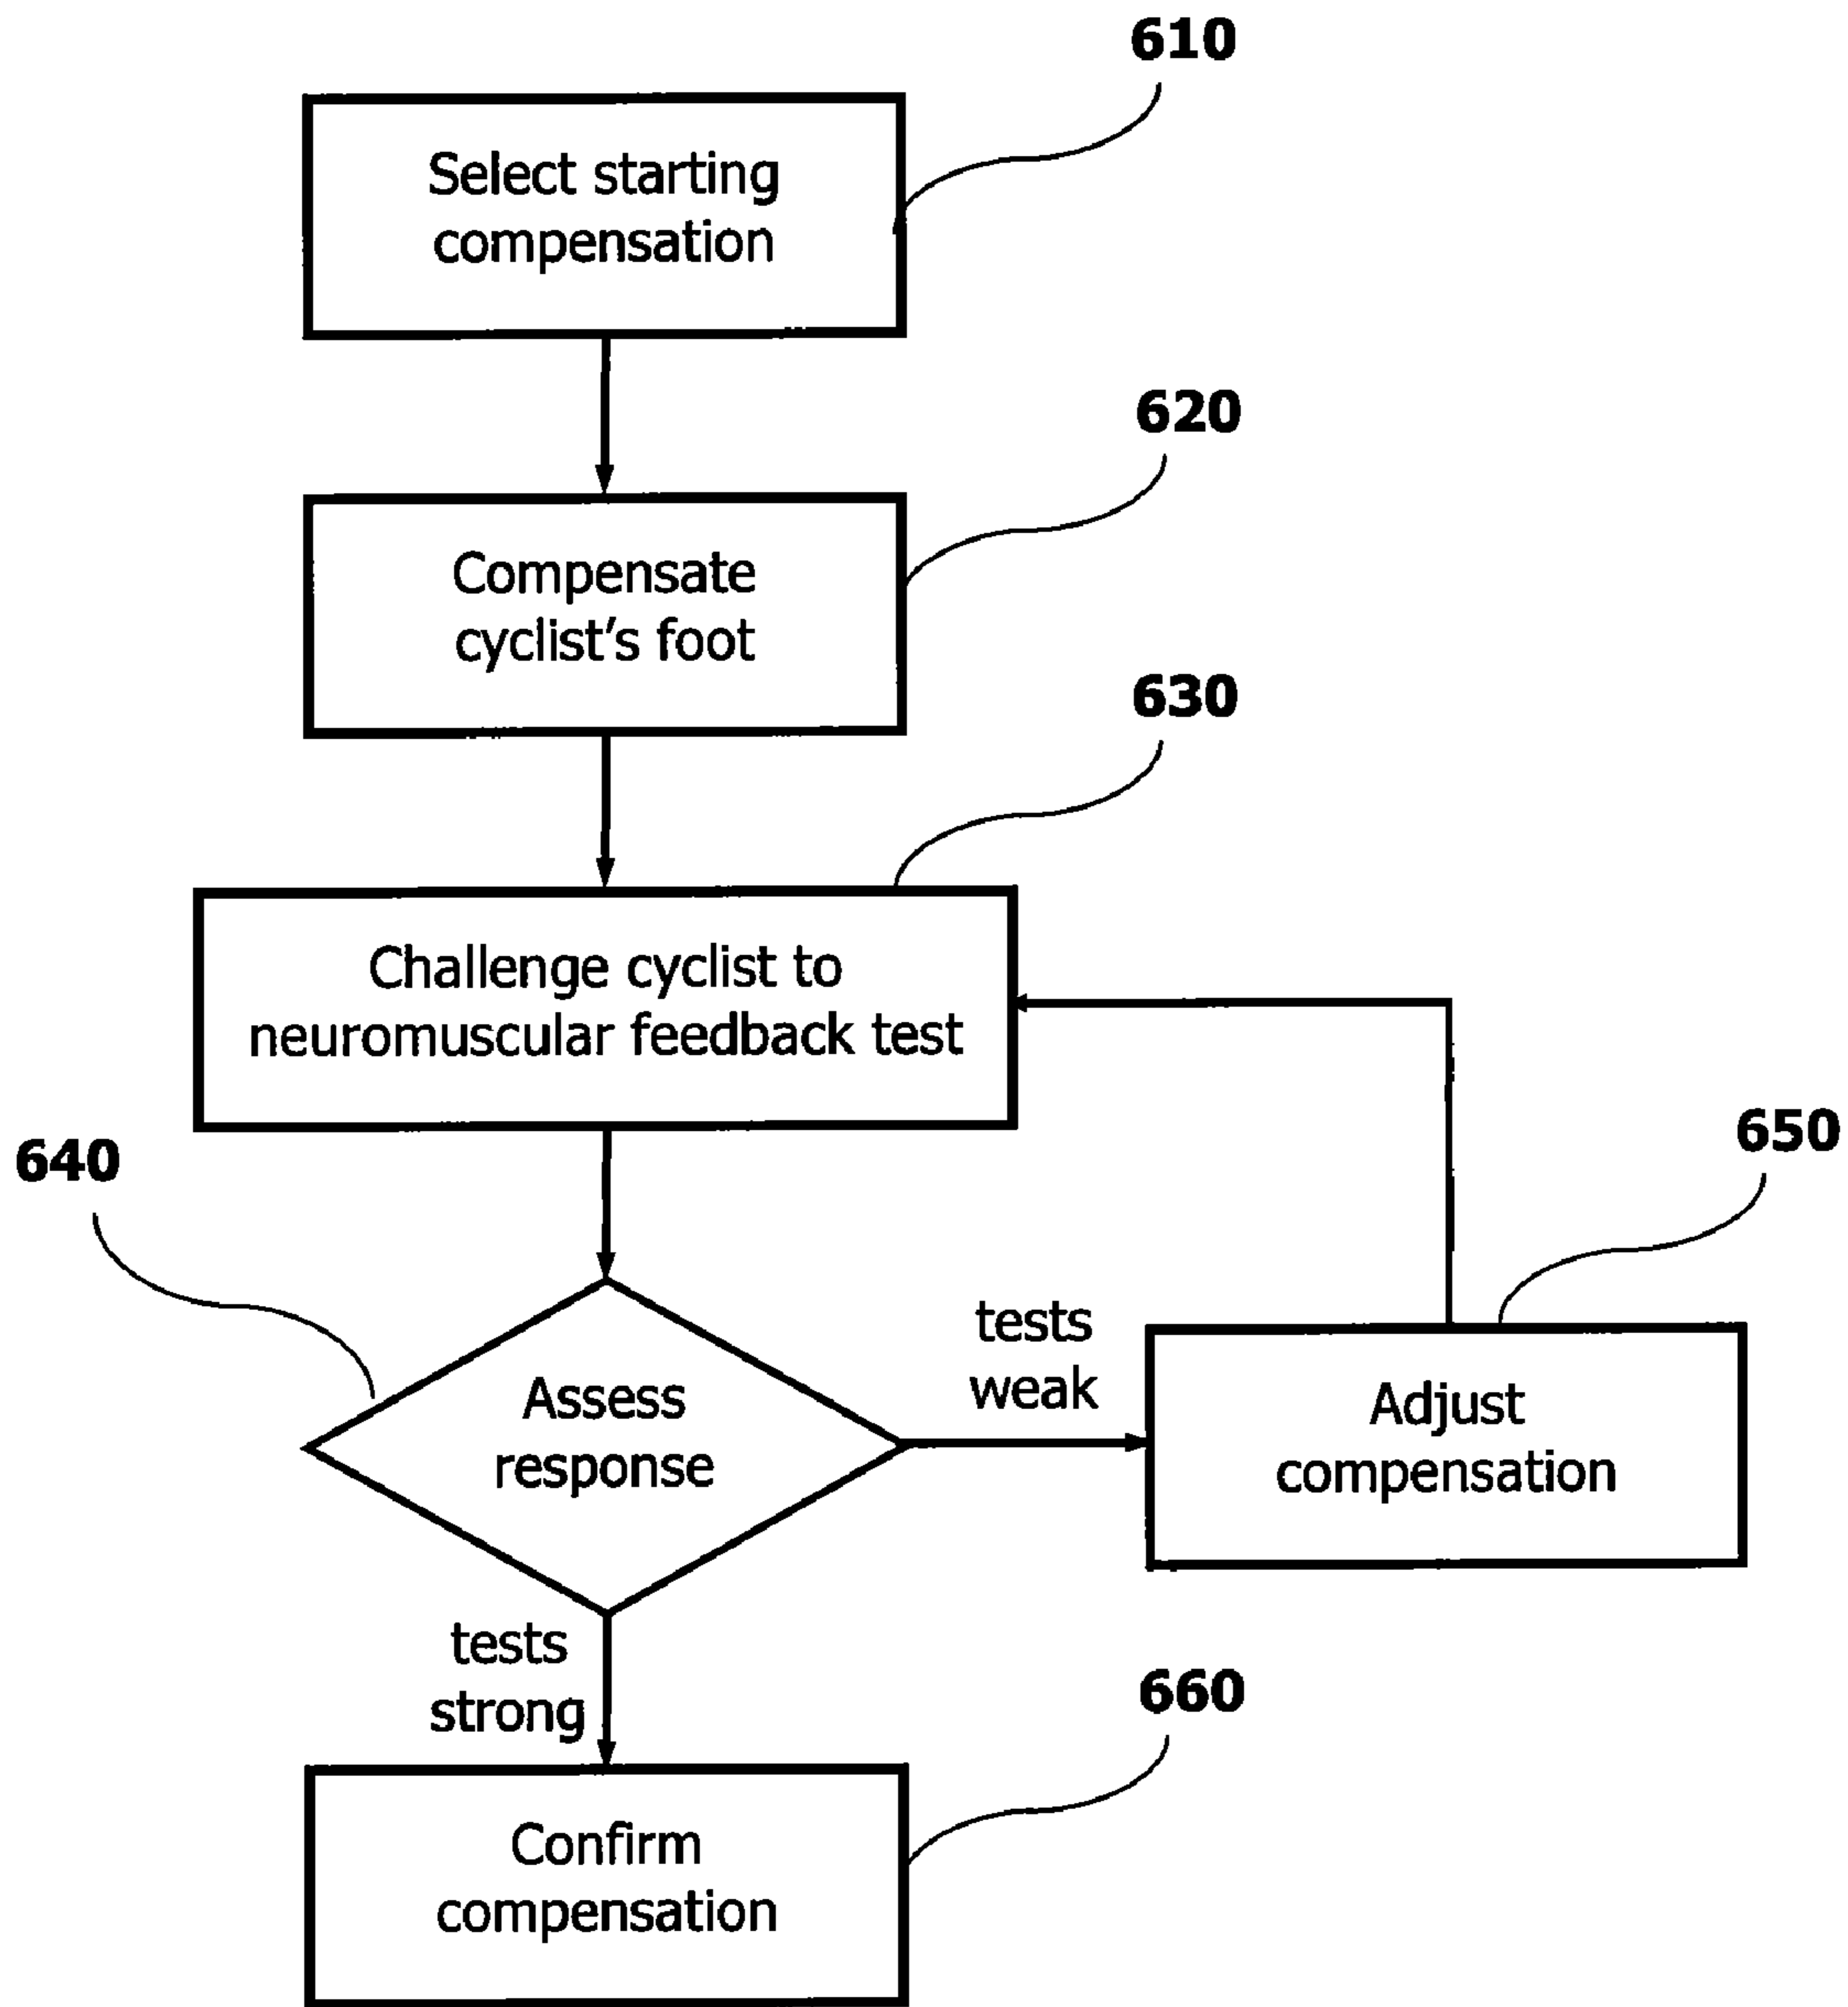 610
Select starting
compensation
620
Compensate
cyclist's foot
630
Challenge cyclist to
neuromuscular feedback test
640
650
Assess
response
tests
weak
Adjust
compensation
tests
strong
660
Confirm
compensation